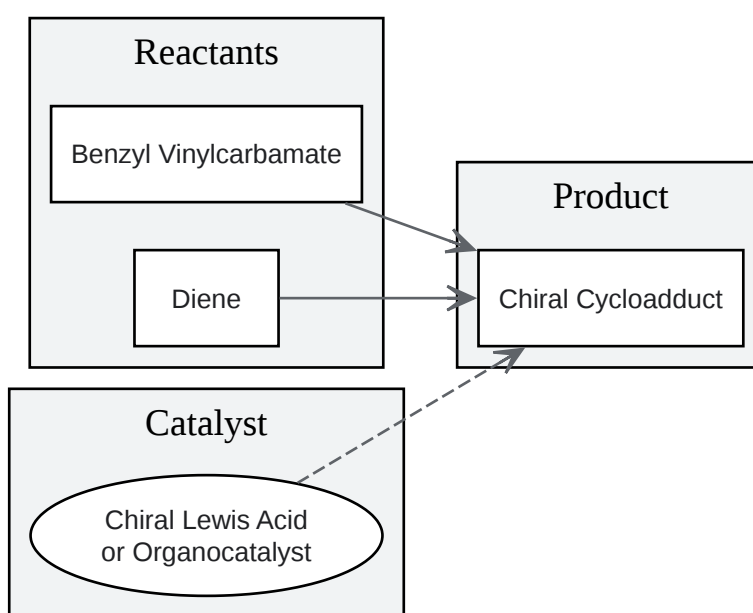 Reactants
Benzyl Vinylcarbamate
Diene
Product
Chiral Cycloadduct
Catalyst
Chiral Lewis Acid
or Organocatalyst